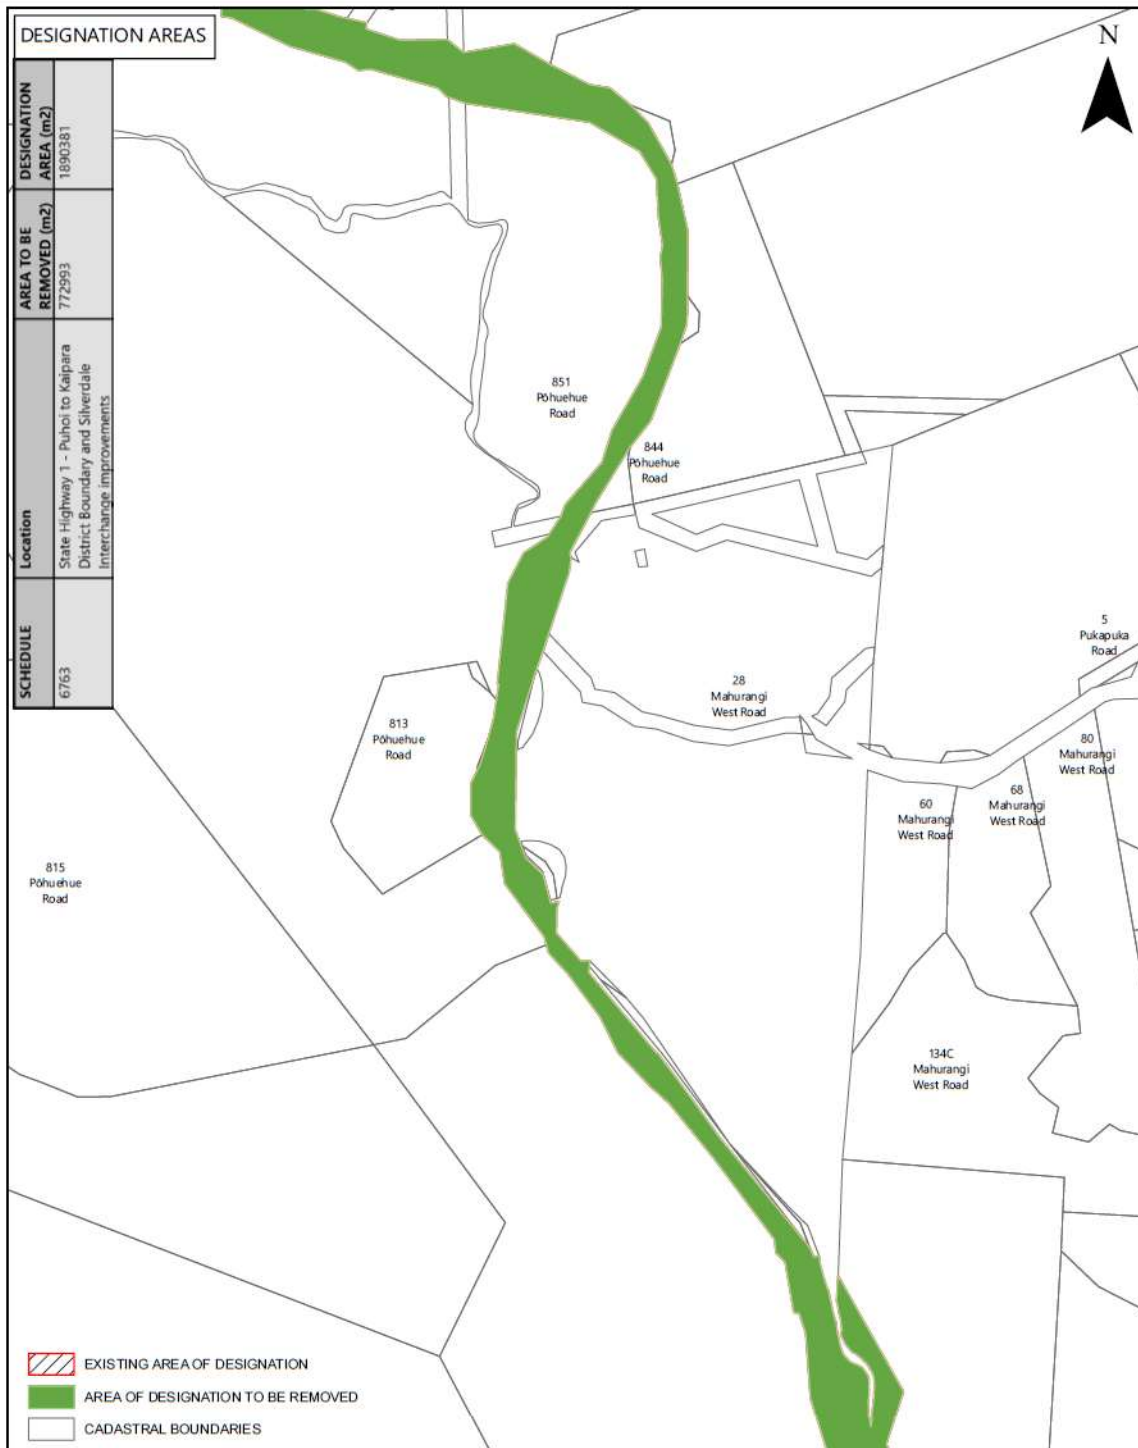 DESIGNATION AREAS
N
SCHEDULE
Location
AREA TO BE
REMOVED (m2)
DESIGNATION
AREA (m2)
6763
State Highway 1 - Puhoi to Kaipara
District Boundary and Silverdale
Interchange improvements
772993
1890381
851
Pōhuehue
Road
844
Pōhuehue
Road
5
Pukapuka
Road
28
Mahurangi
West Road
813
Pōhuehue
Road
80
Mahurangi
West Road
68
Mahurangi
West Road
60
Mahurangi
West Road
815
Pōhuehue
Road
134C
Mahurangi
West Road
EXISTING AREA OF DESIGNATION
AREA OF DESIGNATION TO BE REMOVED
CADASTRAL BOUNDARIES